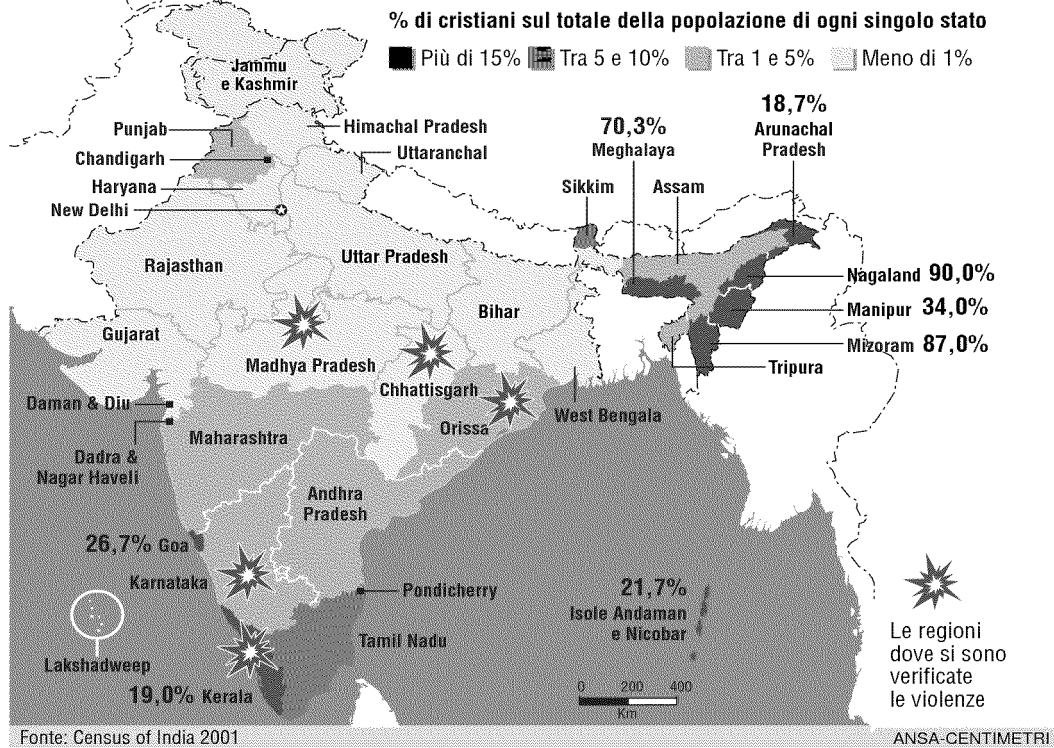 % di cristiani sul totale della popolazione di ogni singolo stato
Più di 15%
Tra 5 e 10%
Tra 1 e 5%
Meno di 1%
Jammu
e Kashmir
Punjab
Himachal Pradesh
Chandigarh
Uttaranchal
Haryana
New Delhi
70,3%
Meghalaya
18,7%
Arunachal
Pradesh
Sikkim
Assam
Rajasthan
Uttar Pradesh
Nagaland 90,0%
Bihar
Manipur 34,0%
Gujarat
Mizoram 87,0%
Madhya Pradesh
Tripura
Chhattisgarh
Daman & Diu
West Bengala
Orissa
Maharashtra
Dadra &
Nagar Haveli
Andhra
Pradesh
26,7% Goa
Karnataka
Pondicherry
21,7%
Isole Andaman
e Nicobar
Tamil Nadu
Lakshadweep
19,0% Kerala
0 200 400
Km
Le regioni
dove si sono
verificate
le violenze
Fonte: Census of India 2001
ANSA-CENTIMETRI